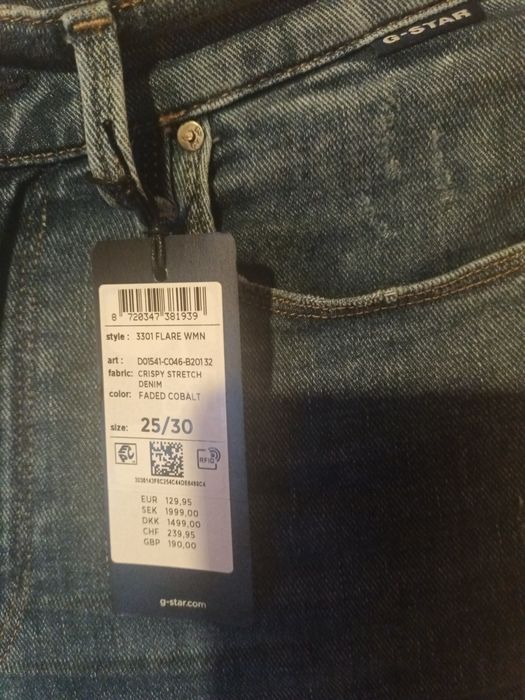 G-STAR
8 720347 381939
style : 3301 FLARE WMN
art : D01541-C046-B20132
fabric: CRISPY STRETCH
DENIM
color: FADED COBALT
size: 25/30
RFID
EUR 129,95
SEK 1999,00
DKK 1499,00
CHF 239,95
GBP 190,00
g-star.com